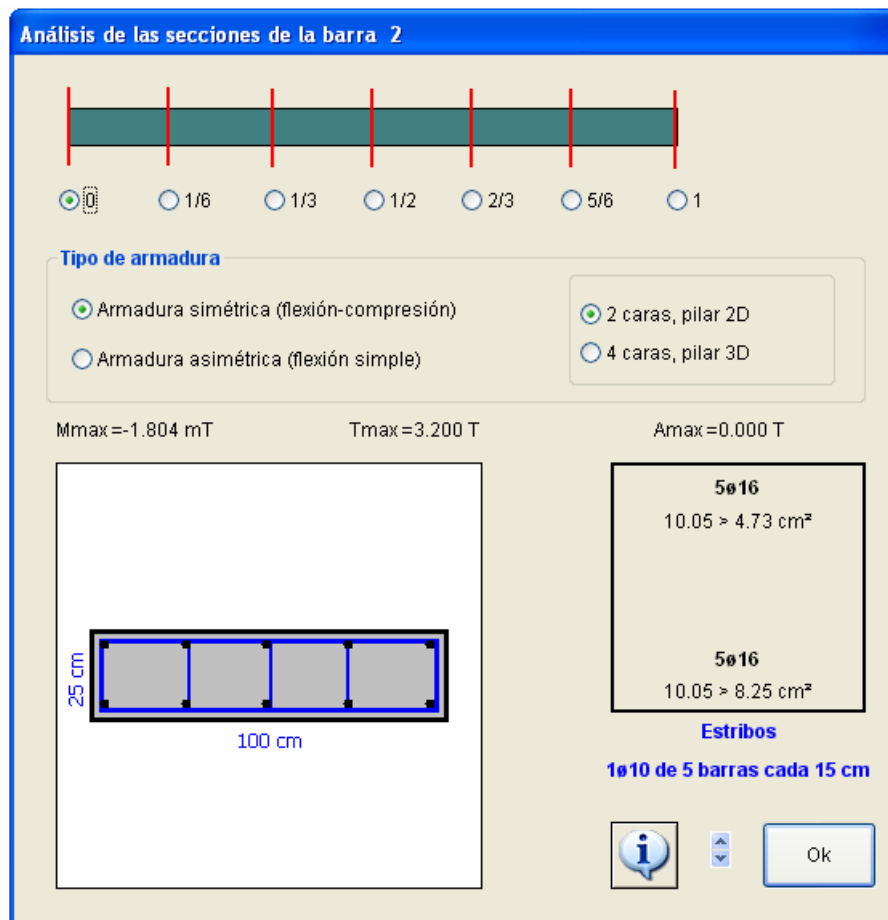 Análisis de las secciones de la barra 2
0 1/6 1/3 1/2 2/3 5/6 1
Tipo de armadura
Armadura simétrica (flexión-compresión)
Armadura asimétrica (flexión simple)
2 caras, pilar 2D
4 caras, pilar 3D
Mmax=-1.804 mT Tmax=3.200 T Amax=0.000 T
25 cm
100 cm
5ø16
10.05 > 4.73 cm²
5ø16
10.05 > 8.25 cm²
Estribos
1ø10 de 5 barras cada 15 cm
Ok